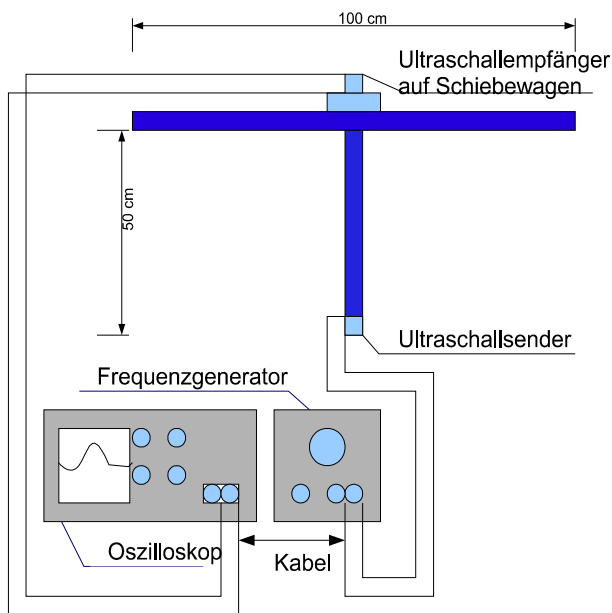 100 cm
Ultraschallempfänger
auf Schiebewagen
50 cm
Ultraschallsender
Frequenzgenerator
Oszilloskop
Kabel